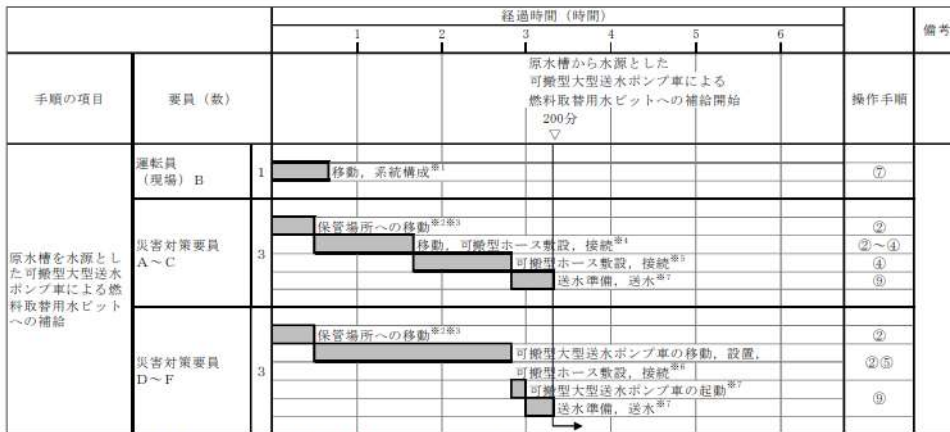 経過時間（時間）
備考
1 2 3 4 5 6
手順の項目
要員（数）
原水槽から水源とした
可搬型大型送水ポンプ車による
燃料取替用水ピットへの補給開始
200分
▽
操作手順
原水槽を水源とし
た可搬型大型送水
ポンプ車による燃
料取替用水ピット
への補給
運転員
（現場）B
1
移動，系統構成※1
⑦
災害対策要員
A～C
3
保管場所への移動※2※3
②
移動，可搬型ホース敷設，接続※4
②～④
可搬型ホース敷設，接続※5
④
送水準備，送水※7
⑨
災害対策要員
D～F
3
保管場所への移動※2※3
②
可搬型大型送水ポンプ車の移動，設置，
可搬型ホース敷設，接続※6
②⑤
可搬型大型送水ポンプ車の起動※7
送水準備，送水※7
⑨